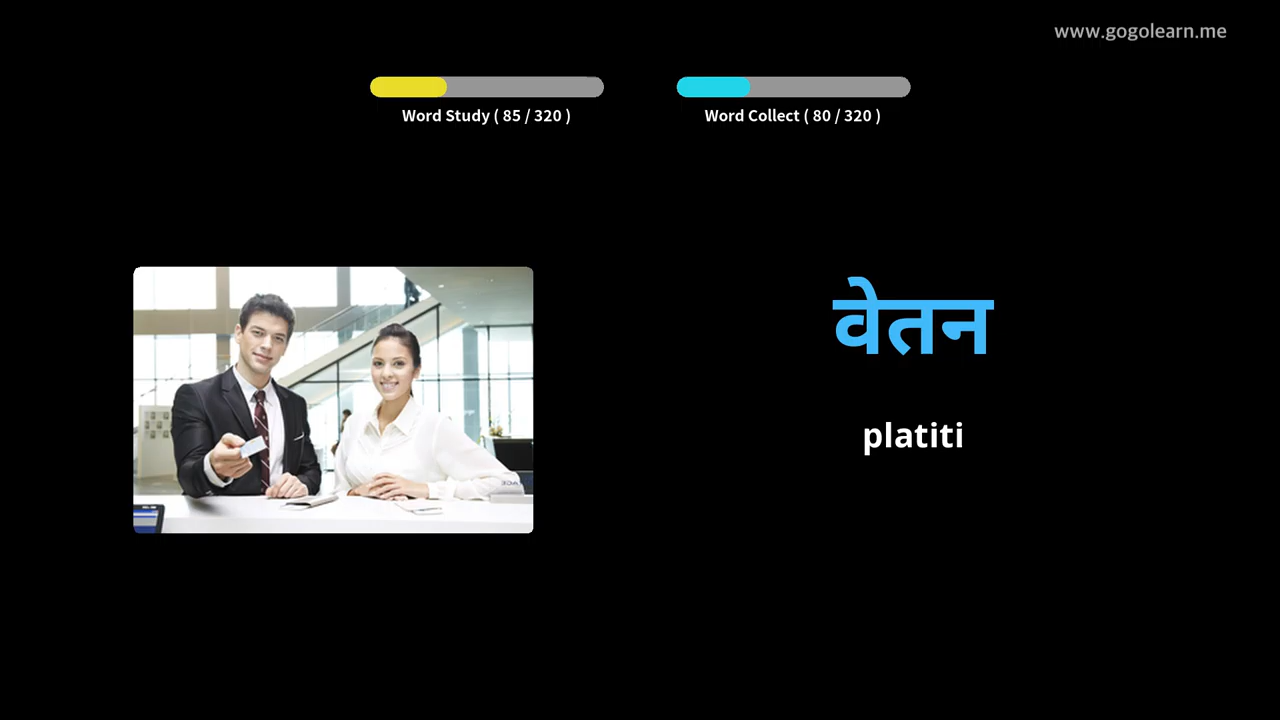 www.gogolearn.me
Word Study ( 85 / 320 )
Word Collect ( 80 / 320 )
वेतन
platiti